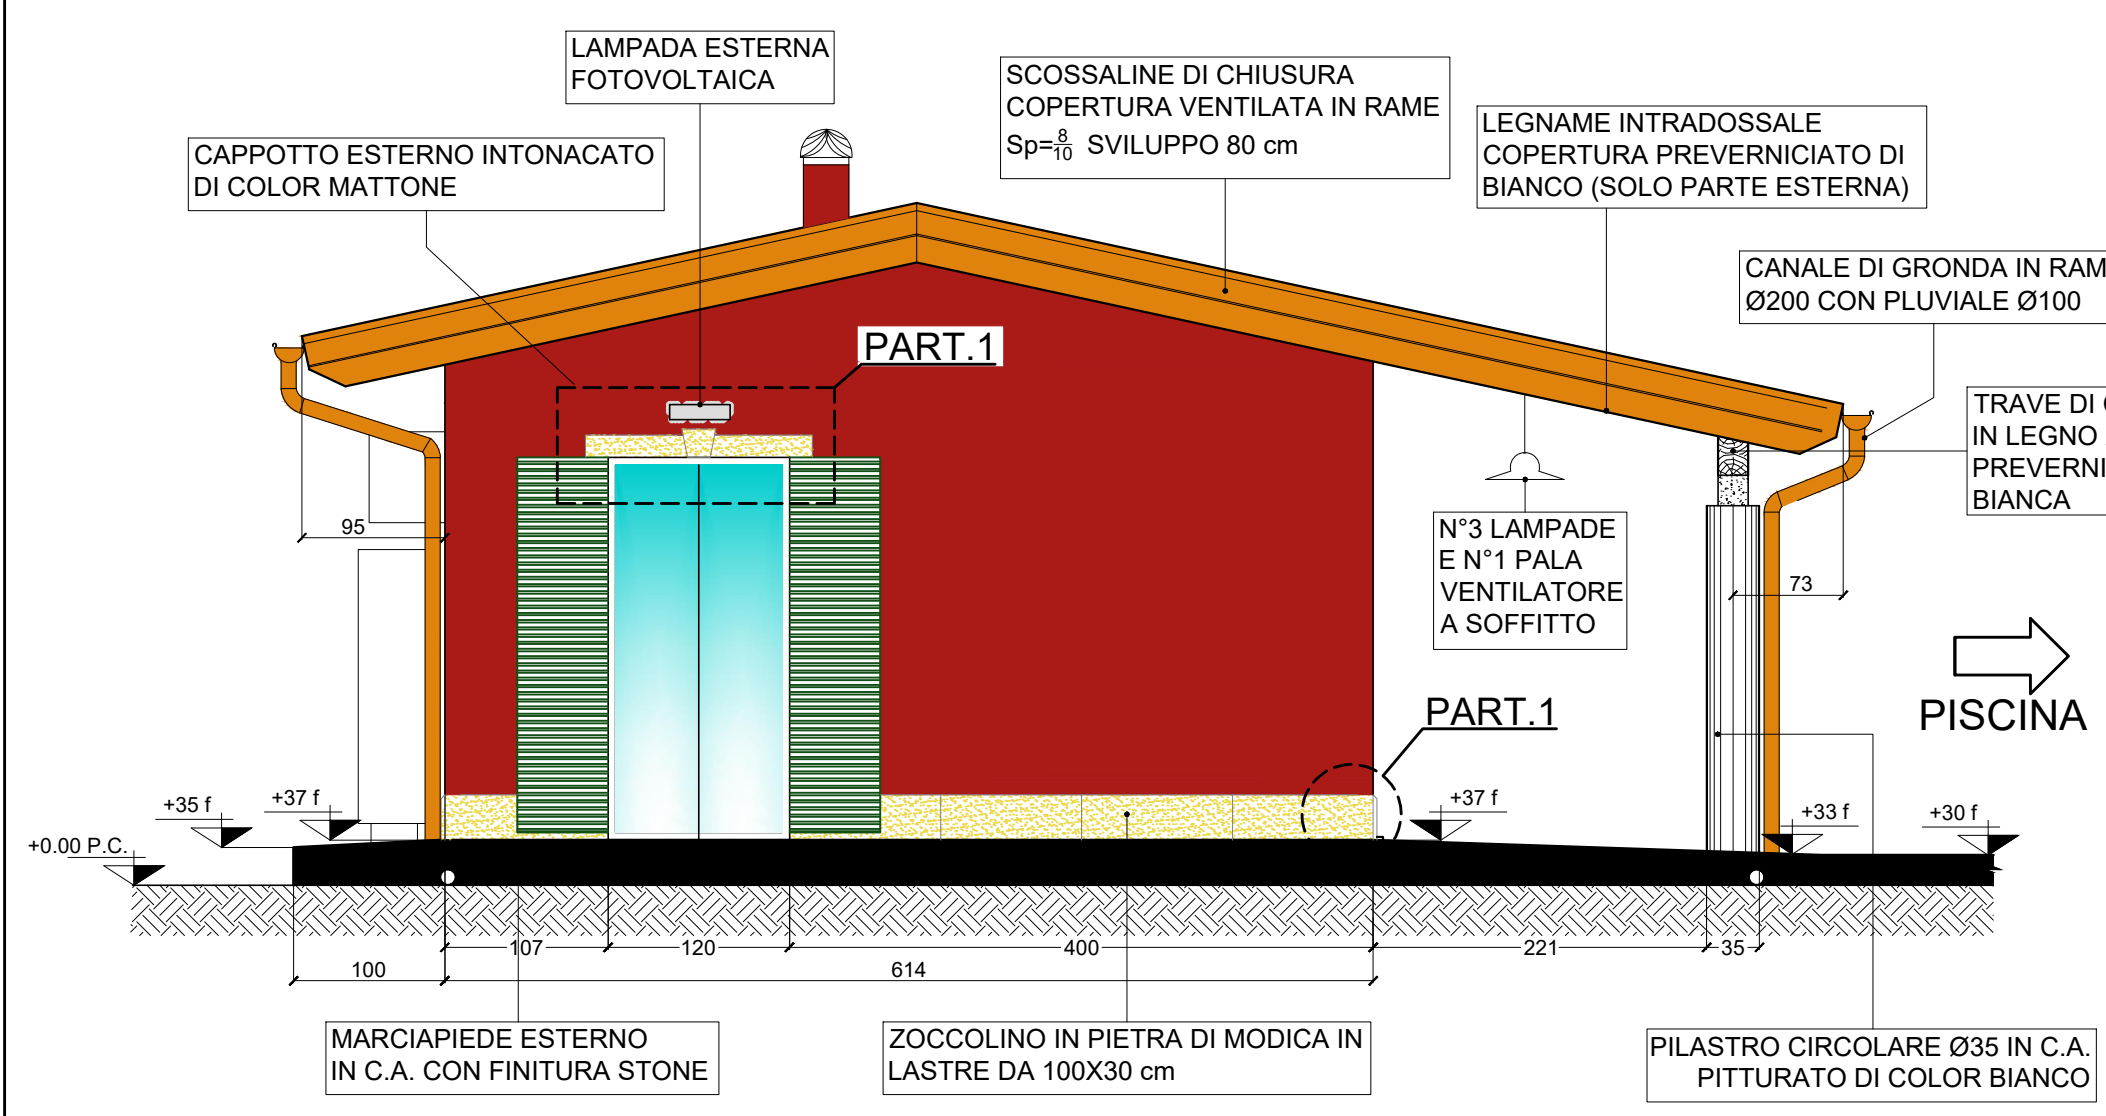 LAMPADA ESTERNA
FOTOVOLTAICA
SCOSSALINE DI CHIUSURA
COPERTURA VENTILATA IN RAME
Sp=8/10 SVILUPPO 80 cm
LEGNAME INTRADOSSALE
COPERTURA PREVERNICIATO DI
BIANCO (SOLO PARTE ESTERNA)
CAPPOTTO ESTERNO INTONACATO
DI COLOR MATTONE
CANALE DI GRONDA IN RAM
Ø200 CON PLUVIALE Ø100
PART.1
TRAVE DI
IN LEGNO
PREVERNI
BIANCA
95
N°3 LAMPADE
E N°1 PALA
VENTILATORE
A SOFFITTO
73
PISCINA
PART.1
+0.00 P.C.
+35 f
+37 f
+37 f
+33 f
+30 f
107
120
400
221
35
100
614
MARCIAPIEDE ESTERNO
IN C.A. CON FINITURA STONE
ZOCCOLINO IN PIETRA DI MODICA IN
LASTRE DA 100X30 cm
PILASTRO CIRCOLARE Ø35 IN C.A.
PITTURATO DI COLOR BIANCO